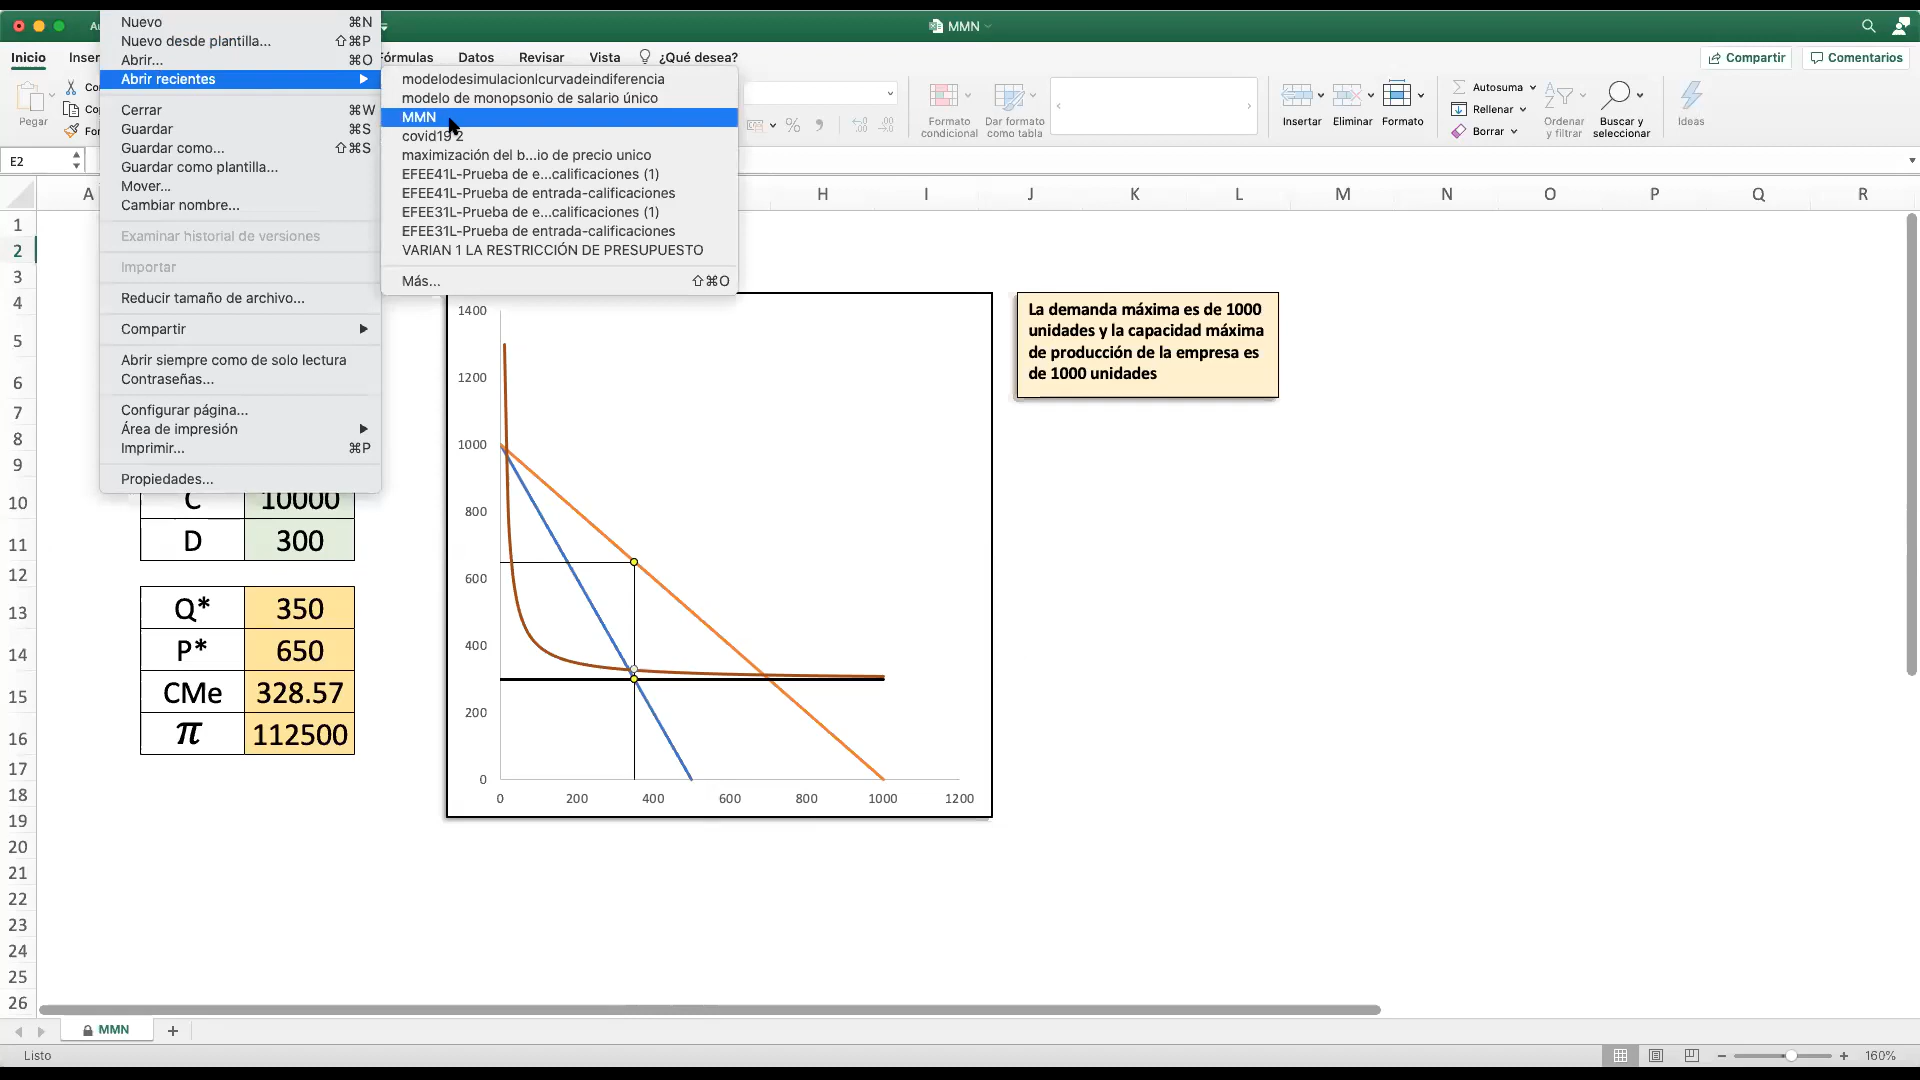 MMN
Inicio
Inser
Fórmulas
Datos
Revisar
Vista
¿Qué desea?
Compartir
Comentarios
Nuevo ⌘N
Nuevo desde plantilla... ⇧⌘P
Abrir... ⌘O
Abrir recientes
Cerrar ⌘W
Guardar ⌘S
Guardar como... ⇧⌘S
Guardar como plantilla...
Mover...
Cambiar nombre...
Examinar historial de versiones
Importar
Reducir tamaño de archivo...
Compartir
Abrir siempre como de solo lectura
Contraseñas...
Configurar página...
Área de impresión
Imprimir... ⌘P
Propiedades...
modelodesimulacionlcurvadeindiferencia
modelo de monopsonio de salario único
MMN
covid19 2
maximización del b...io de precio unico
EFEE41L-Prueba de e...calificaciones (1)
EFEE41L-Prueba de entrada-calificaciones
EFEE31L-Prueba de e...calificaciones (1)
EFEE31L-Prueba de entrada-calificaciones
VARIAN 1 LA RESTRICCIÓN DE PRESUPUESTO
Más... ⇧⌘O
Pegar
Co
Co
For
Formato
condicional
Dar formato
como tabla
Insertar
Eliminar
Formato
Autosuma
Rellenar
Borrar
Ordenar
y filtrar
Buscar y
seleccionar
Ideas
E2
A H I J K L M N O P Q R
1
2
3
4
5
6
7
8
9
10
11
12
13
14
15
16
17
18
19
20
21
22
23
24
25
26
C 10000
D 300
Q* 350
P* 650
CMe 328.57
π 112500
1400
1200
1000
800
600
400
200
0
0 200 400 600 800 1000 1200
La demanda máxima es de 1000
unidades y la capacidad máxima
de producción de la empresa es
de 1000 unidades
MMN
Listo
160%